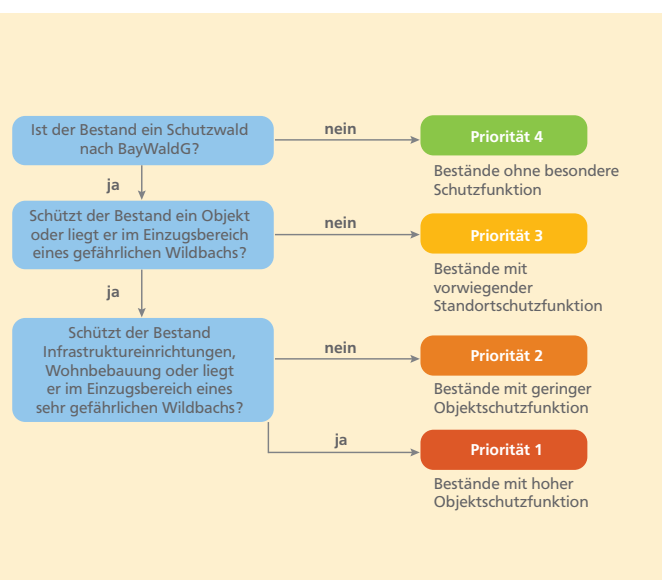 Ist der Bestand ein Schutzwald
nach BayWaldG?
nein
Priorität 4
Bestände ohne besondere
Schutzfunktion
ja
Schützt der Bestand ein Objekt
oder liegt er im Einzugsbereich
eines gefährlichen Wildbachs?
nein
Priorität 3
Bestände mit
vorwiegender
Standortschutzfunktion
ja
Schützt der Bestand
Infrastruktureinrichtungen,
Wohnbebauung oder liegt
er im Einzugsbereich eines
sehr gefährlichen Wildbachs?
nein
Priorität 2
Bestände mit geringer
Objektschutzfunktion
ja
Priorität 1
Bestände mit hoher
Objektschutzfunktion